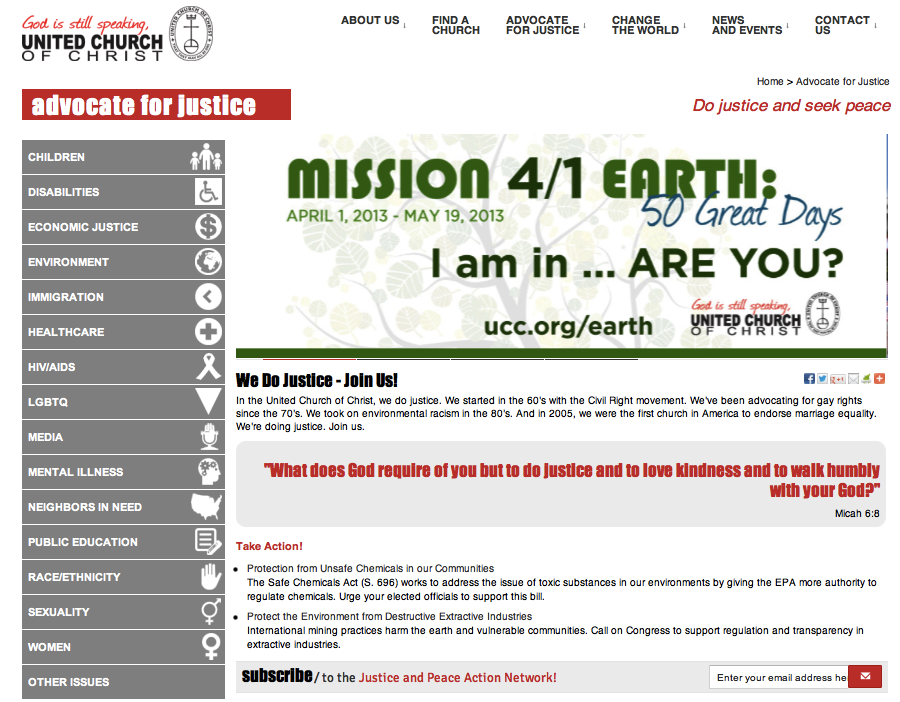 God is still speaking,
UNITED CHURCH
OF CHRIST
ABOUT US
FIND A
CHURCH
ADVOCATE
FOR JUSTICE
CHANGE
THE WORLD
NEWS
AND EVENTS
CONTACT
US
Home > Advocate for Justice
advocate for justice
Do justice and seek peace
CHILDREN
DISABILITIES
ECONOMIC JUSTICE
ENVIRONMENT
IMMIGRATION
HEALTHCARE
HIV/AIDS
LGBTQ
MEDIA
MENTAL ILLNESS
NEIGHBORS IN NEED
PUBLIC EDUCATION
RACE/ETHNICITY
SEXUALITY
WOMEN
OTHER ISSUES
MISSION 4/1 EARTH:
APRIL 1, 2013 - MAY 19, 2013
50 Great Days
I am in ... ARE YOU?
ucc.org/earth
God is still speaking,
UNITED CHURCH
OF CHRIST
We Do Justice - Join Us!
In the United Church of Christ, we do justice. We started in the 60's with the Civil Right movement. We've been advocating for gay rights
since the 70's. We took on environmental racism in the 80's. And in 2005, we were the first church in America to endorse marriage equality.
We're doing justice. Join us.
"What does God require of you but to do justice and to love kindness and to walk humbly
with your God?"
Micah 6:8
Take Action!
Protection from Unsafe Chemicals in our Communities
The Safe Chemicals Act (S. 696) works to address the issue of toxic substances in our environments by giving the EPA more authority to
regulate chemicals. Urge your elected officials to support this bill.
Protect the Environment from Destructive Extractive Industries
International mining practices harm the earth and vulnerable communities. Call on Congress to support regulation and transparency in
extractive industries.
subscribe / to the Justice and Peace Action Network!
Enter your email address he